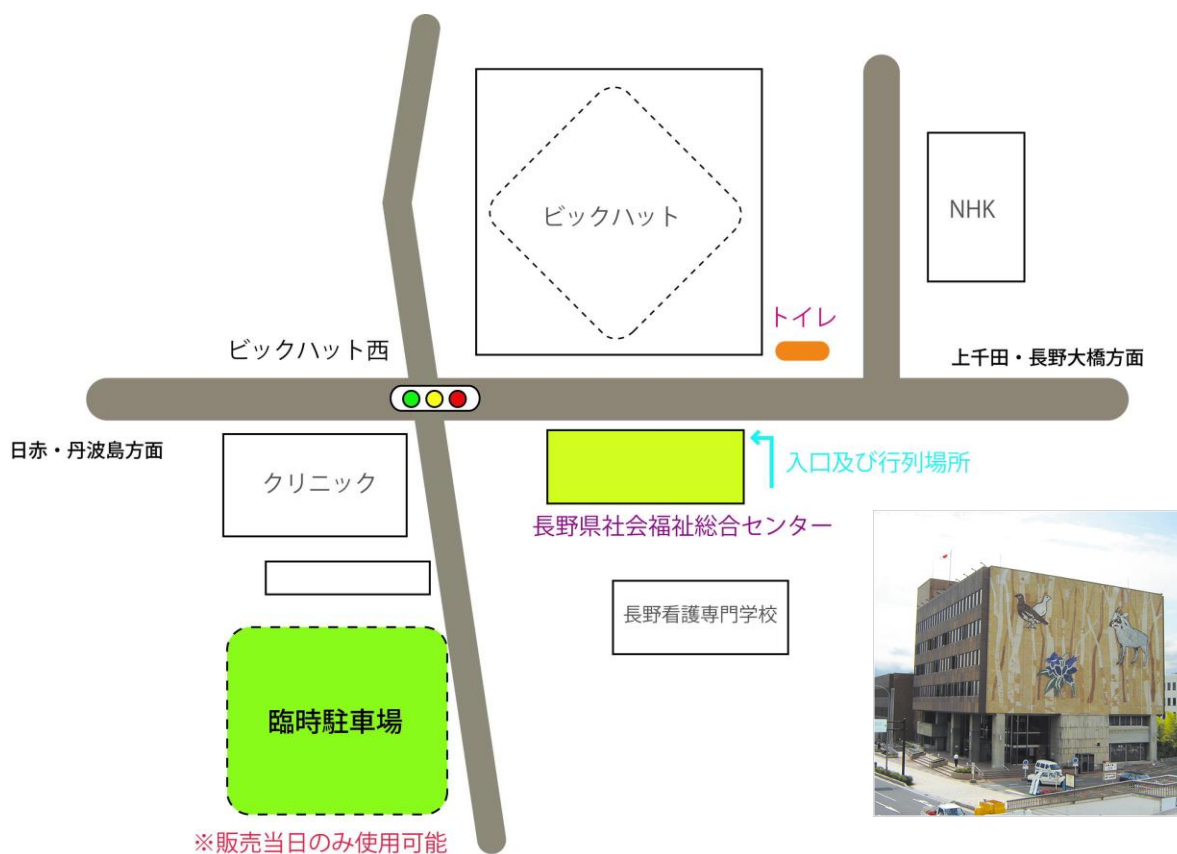 ビックハット
NHK
トイレ
ビックハット西
上千田・長野大橋方面
日赤・丹波島方面
クリニック
入口及び行列場所
長野県社会福祉総合センター
長野看護専門学校
臨時駐車場
※販売当日のみ使用可能